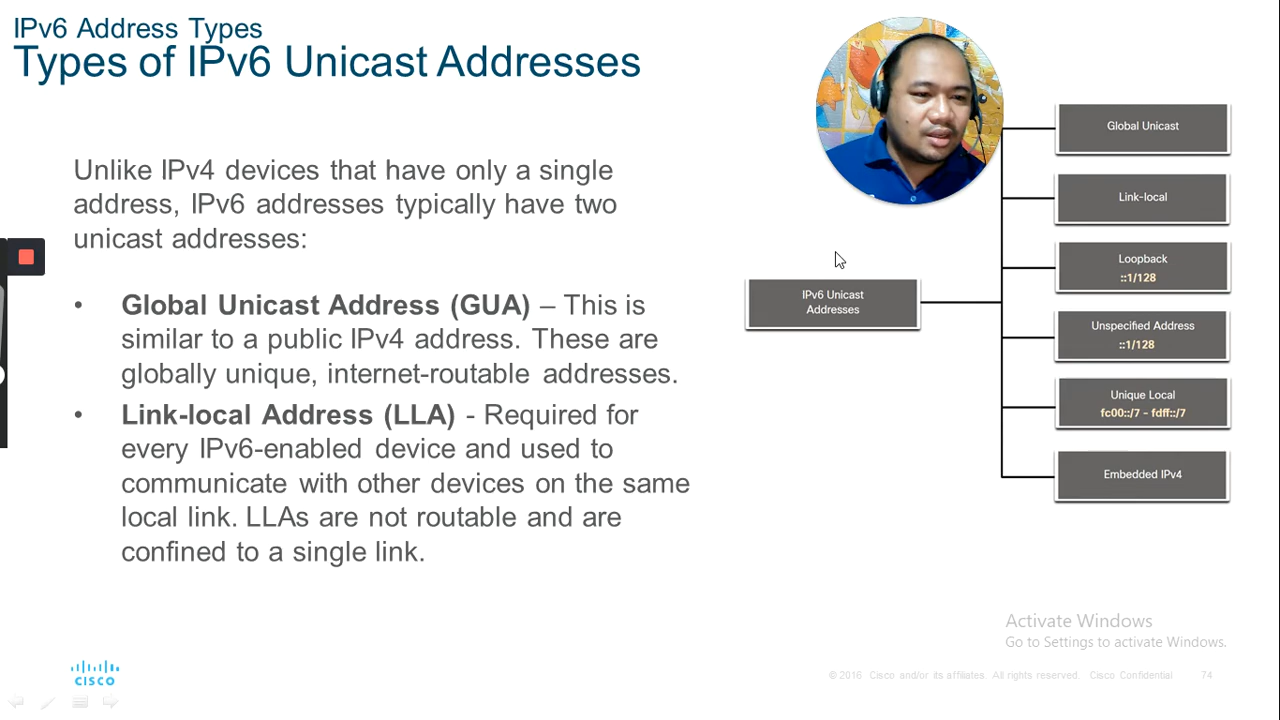 IPv6 Address Types
Types of IPv6 Unicast Addresses
Unlike IPv4 devices that have only a single
address, IPv6 addresses typically have two
unicast addresses:
• Global Unicast Address (GUA) – This is
similar to a public IPv4 address. These are
globally unique, internet-routable addresses.
• Link-local Address (LLA) - Required for
every IPv6-enabled device and used to
communicate with other devices on the same
local link. LLAs are not routable and are
confined to a single link.
IPv6 Unicast
Addresses
Global Unicast
Link-local
Loopback
::1/128
Unspecified Address
::1/128
Unique Local
fc00::/7 - fdff::/7
Embedded IPv4
Activate Windows
Go to Settings to activate Windows.
CISCO
© 2016 Cisco and/or its affiliates. All rights reserved. Cisco Confidential 74